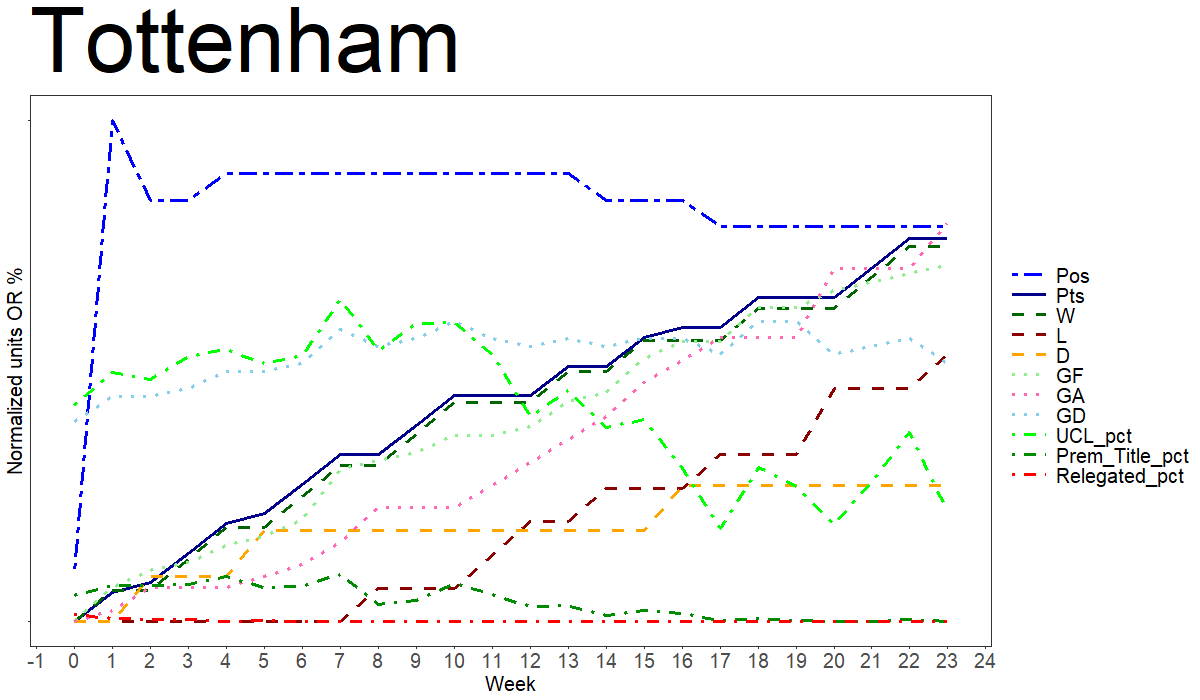 Tottenham
Normalized units OR %
-1 0 1 2 3 4 5 6 7 8 9 10 11 12 13 14 15 16 17 18 19 20 21 22 23 24
Week
Pos
Pts
W
L
D
GF
GA
GD
UCL_pct
Prem_Title_pct
Relegated_pct